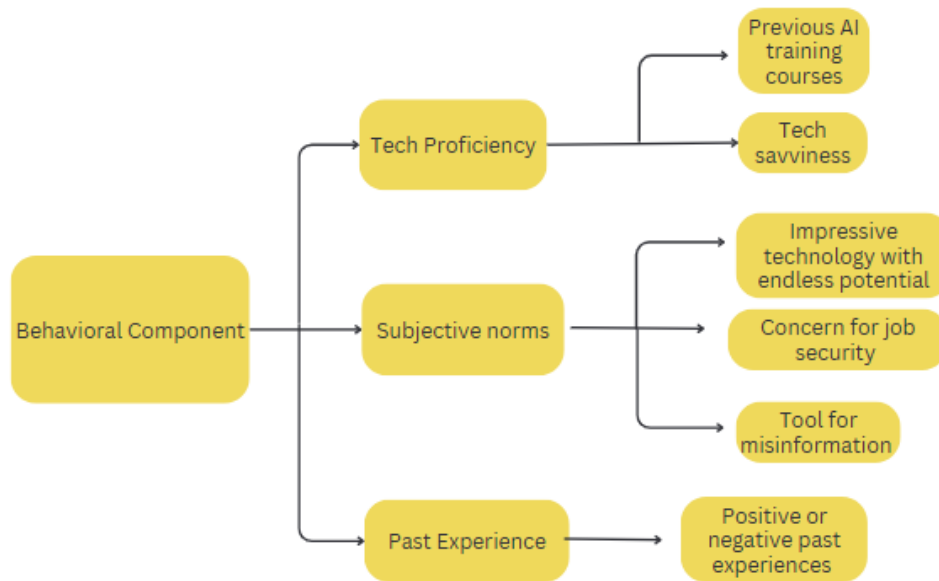 Previous AI
training
courses
Tech Proficiency
Tech
savviness
Impressive
technology with
endless potential
Behavioral Component
Subjective norms
Concern for job
security
Tool for
misinformation
Past Experience
Positive or
negative past
experiences